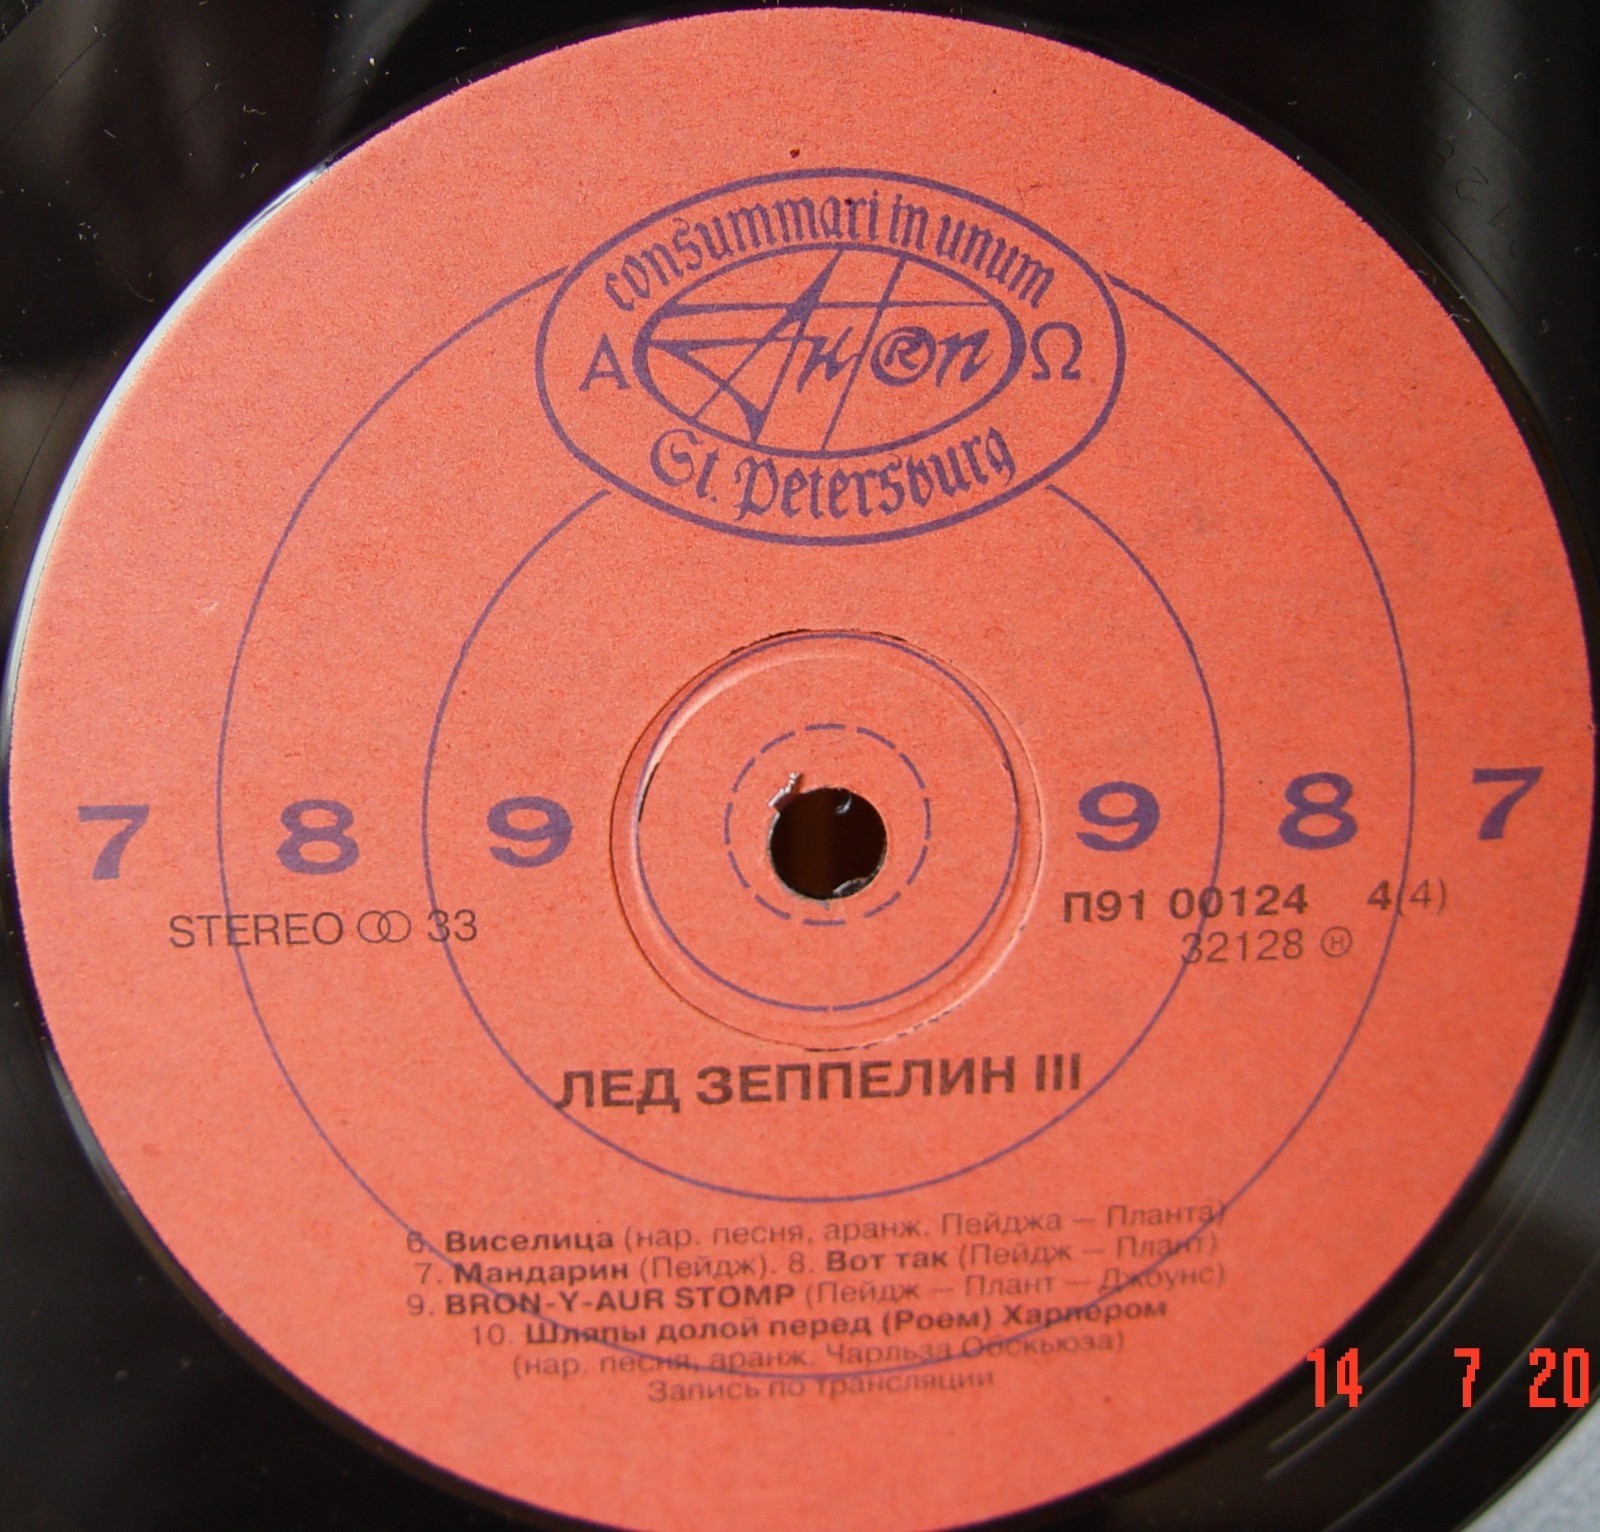 consummari in unum
А Антроп Ω
St. Petersburg
7 8 9 9 8 7
STEREO 33
П91 00124 4(4)
32128 Н
ЛЕД ЗЕППЕЛИН III
6. Виселица (нар. песня, аранж. Пейджа — Планта)
7. Мандарин (Пейдж). 8. Вот так (Пейдж — Плант)
9. BRON-Y-AUR STOMP (Пейдж — Плант — Джоунс)
10. Шляпы долой перед (Роем) Харпером
(нар. песня, аранж. Чарльза Обскьюза)
Запись по трансляции
14 7 20